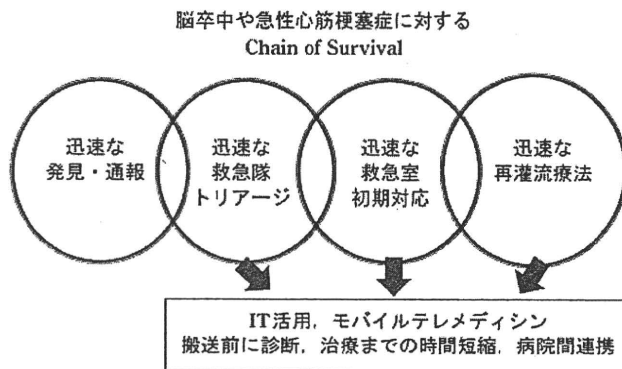 脳卒中や急性心筋梗塞症に対する
Chain of Survival
迅速な
発見・通報
迅速な
救急隊
トリアージ
迅速な
救急室
初期対応
迅速な
再灌流療法
IT活用，モバイルテレメディシン
搬送前に診断，治療までの時間短縮，病院間連携